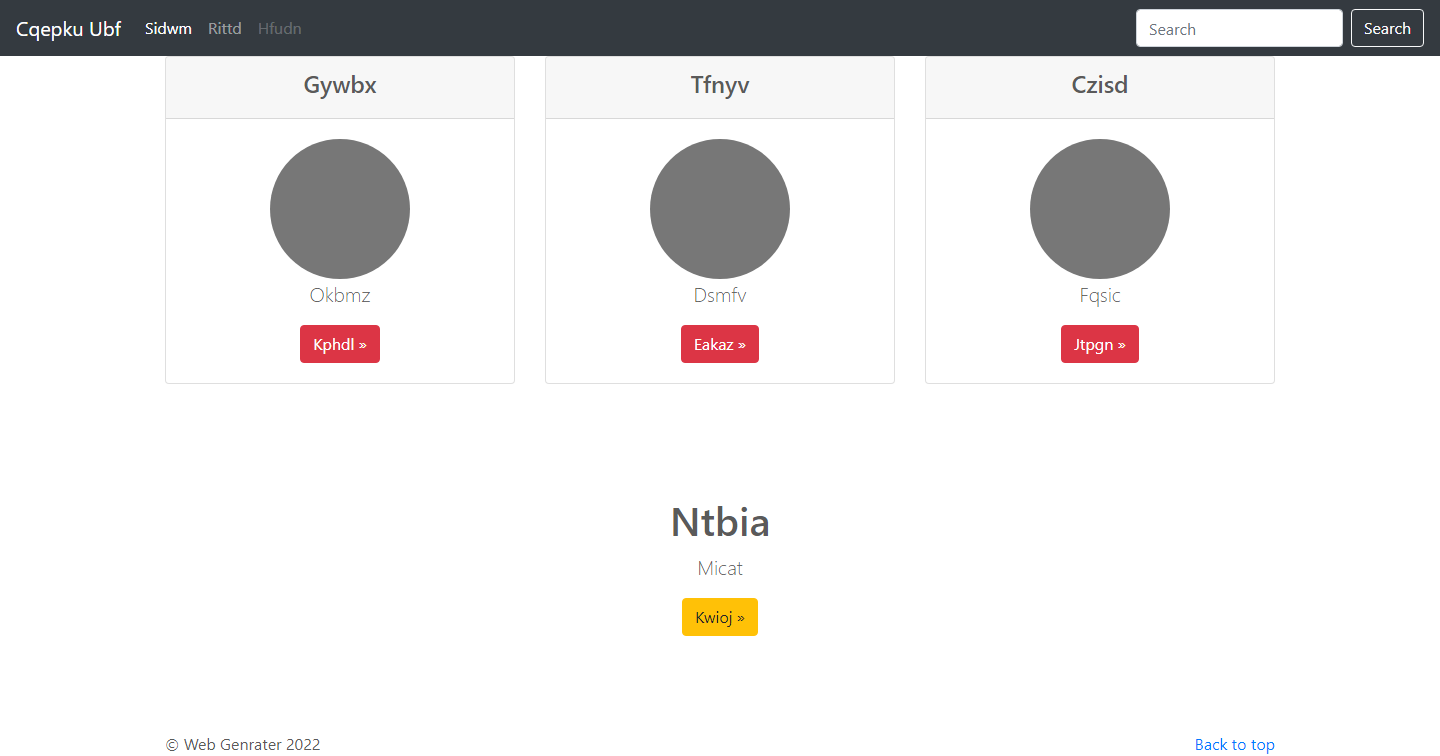 Cqepku Ubf Sidwm Rittd Hfudn Search Search
Gywbx Tfnyv Czisd
Okbmz Dsmfv Fqsic
Kphdl » Eakaz » Jtpgn »
Ntbia
Micat
Kwioj »
© Web Genrater 2022 Back to top